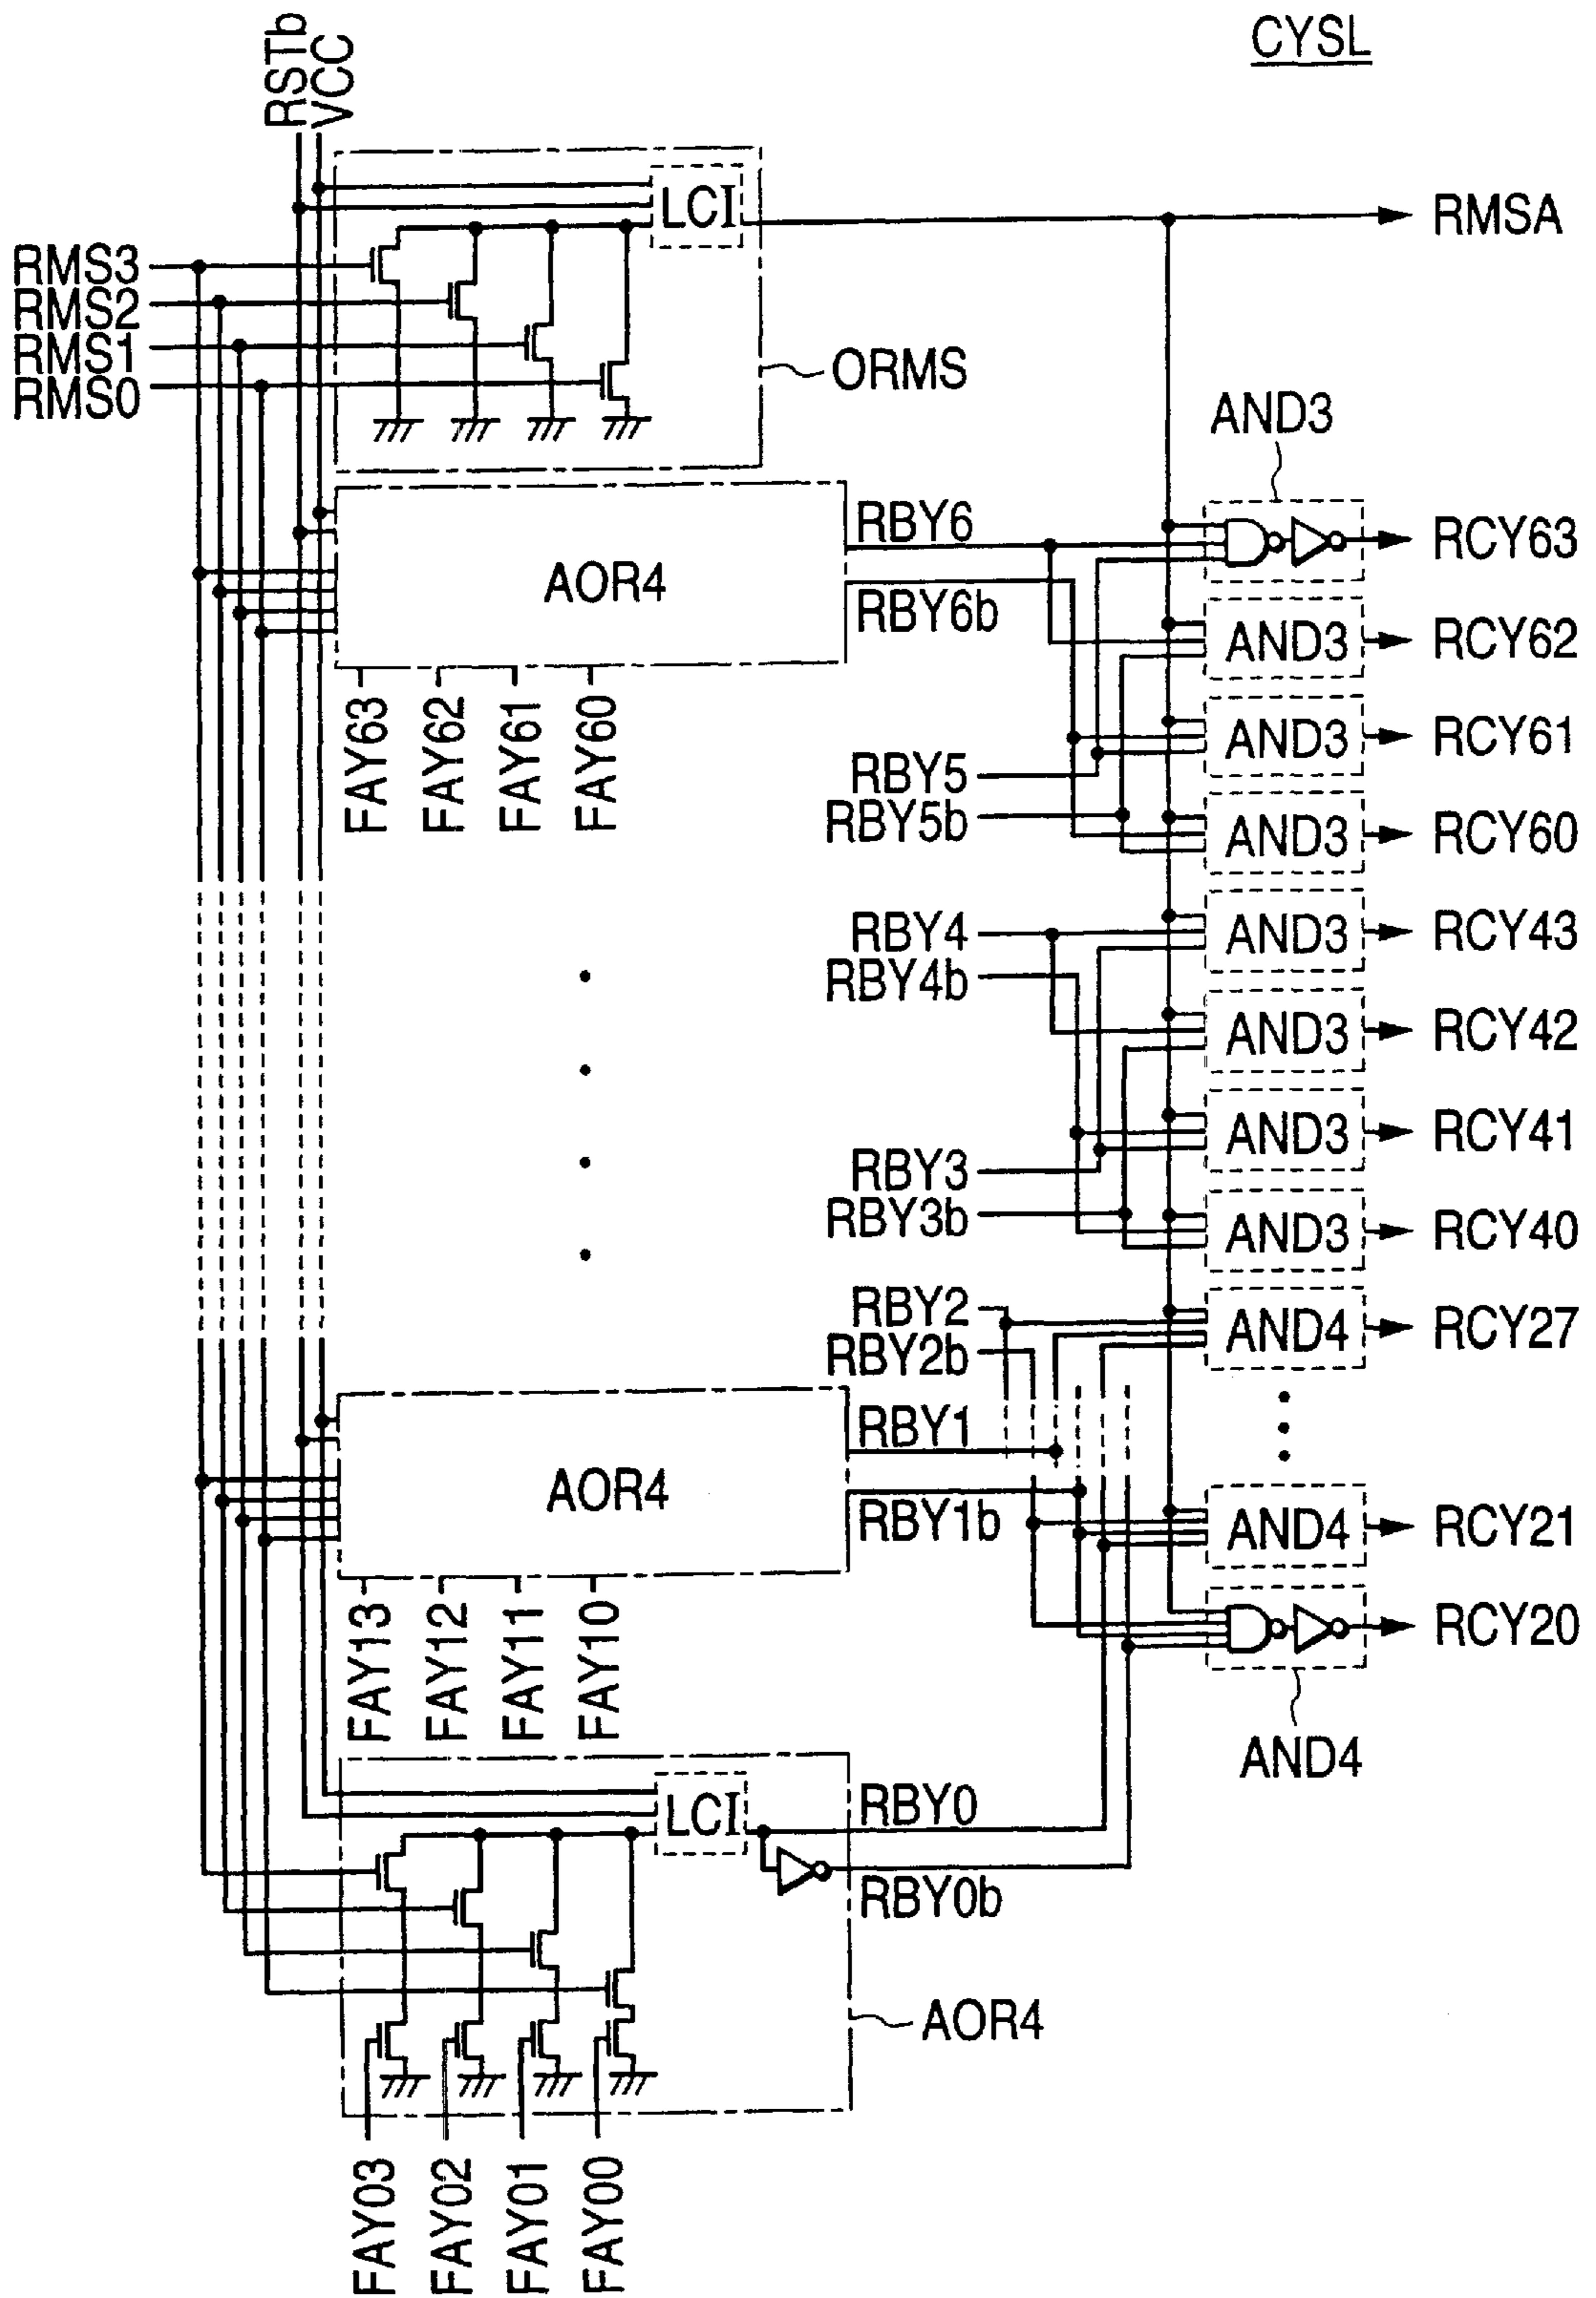 CYSL
RSTb
VCC
LCI
RMSA
RMS3
RMS2
RMS1
RMS0
ORMS
AND3
RBY6
RCY63
AOR4
RBY6b
AND3
RCY62
FAY63
FAY62
FAY61
FAY60
AND3
RCY61
RBY5
RBY5b
AND3
RCY60
RBY4
AND3
RCY43
RBY4b
AND3
RCY42
AND3
RCY41
RBY3
RBY3b
AND3
RCY40
RBY2
AND4
RCY27
RBY2b
RBY1
AOR4
RBY1b
AND4
RCY21
FAY13
FAY12
FAY11
FAY10
RCY20
AND4
LCI
RBY0
RBY0b
AOR4
FAY03
FAY02
FAY01
FAY00